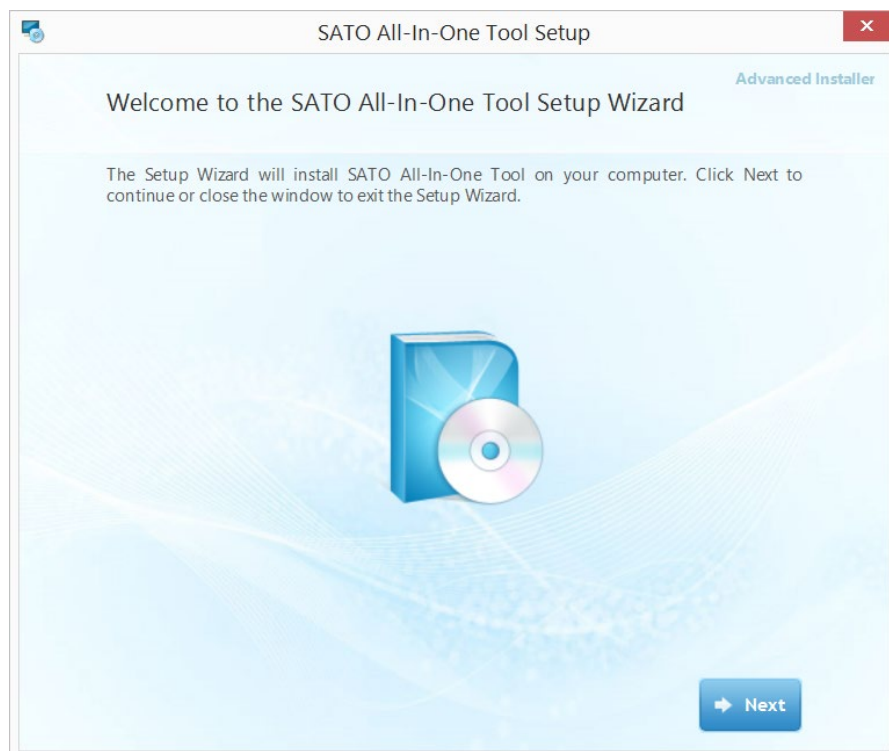 SATO All-In-One Tool Setup
Advanced Installer
Welcome to the SATO All-In-One Tool Setup Wizard
The Setup Wizard will install SATO All-In-One Tool on your computer. Click Next to
continue or close the window to exit the Setup Wizard.
Next